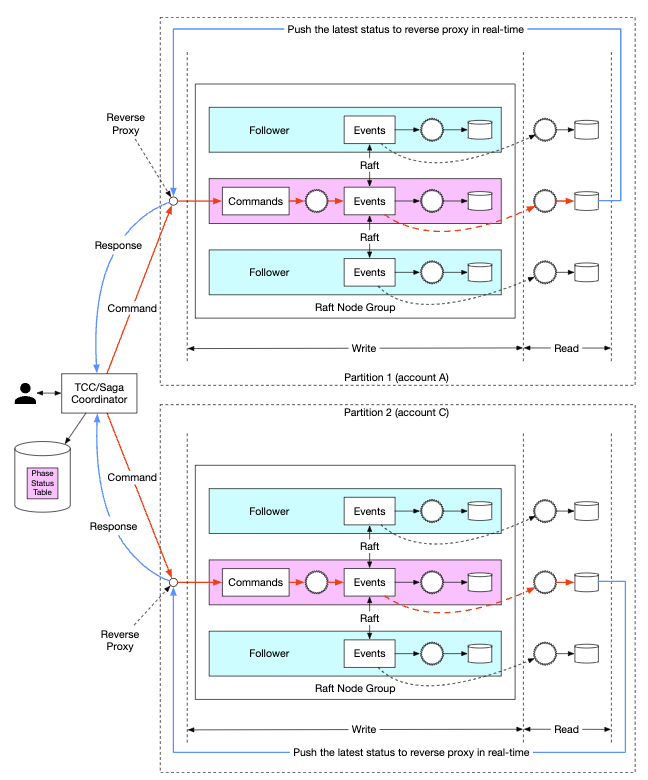 Push the latest status to reverse proxy in real-time
Reverse
Proxy
Follower
Events
Raft
Commands
Events
Raft
Follower
Events
Raft Node Group
Response
Command
Write
Read
Partition 1 (account A)
TCC/Saga
Coordinator
Phase
Status
Table
Partition 2 (account C)
Command
Response
Follower
Events
Raft
Commands
Events
Raft
Follower
Events
Raft Node Group
Reverse
Proxy
Write
Read
Push the latest status to reverse proxy in real-time